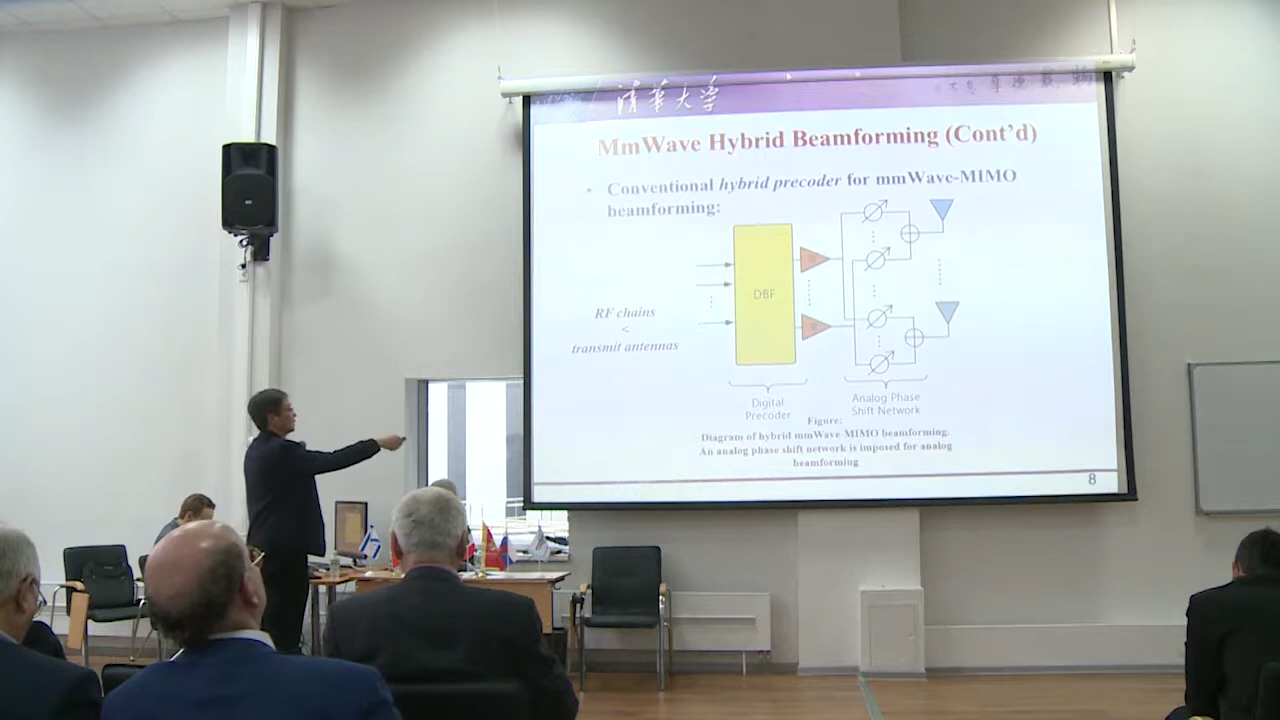 清华大学
MmWave Hybrid Beamforming (Cont'd)
• Conventional hybrid precoder for mmWave-MIMO
beamforming:
DBF
RF chains
<
transmit antennas
Digital
Precoder
Analog Phase
Shift Network
Figure:
Diagram of hybrid mmWave-MIMO beamforming.
An analog phase shift network is imposed for analog
beamforming
8